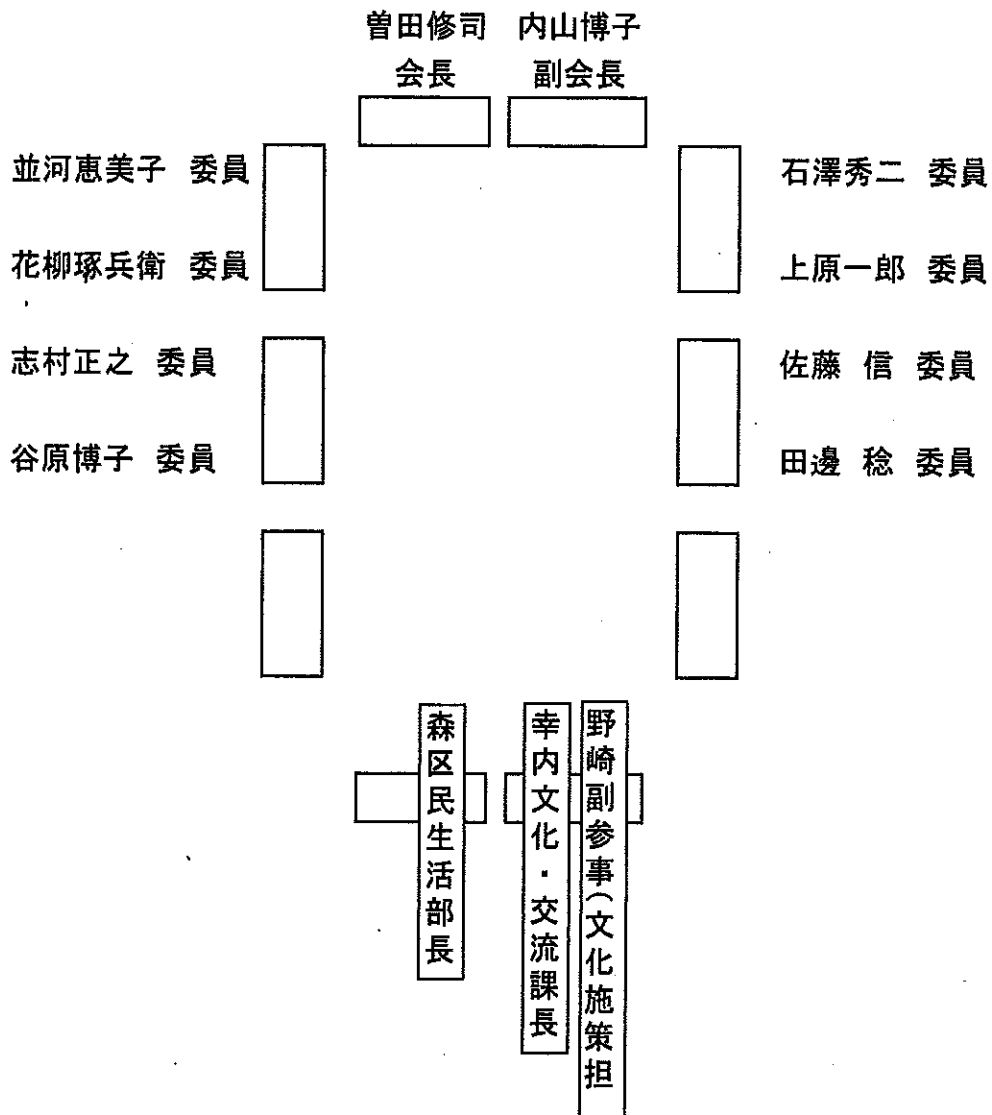 曽田修司 内山博子
会長 副会長
並河恵美子 委員
石澤秀二 委員
花柳琢兵衛 委員
上原一郎 委員
志村正之 委員
佐藤 信 委員
谷原博子 委員
田邊 稔 委員
森区民生活部長
幸内文化・交流課長
野崎副参事(文化施策担